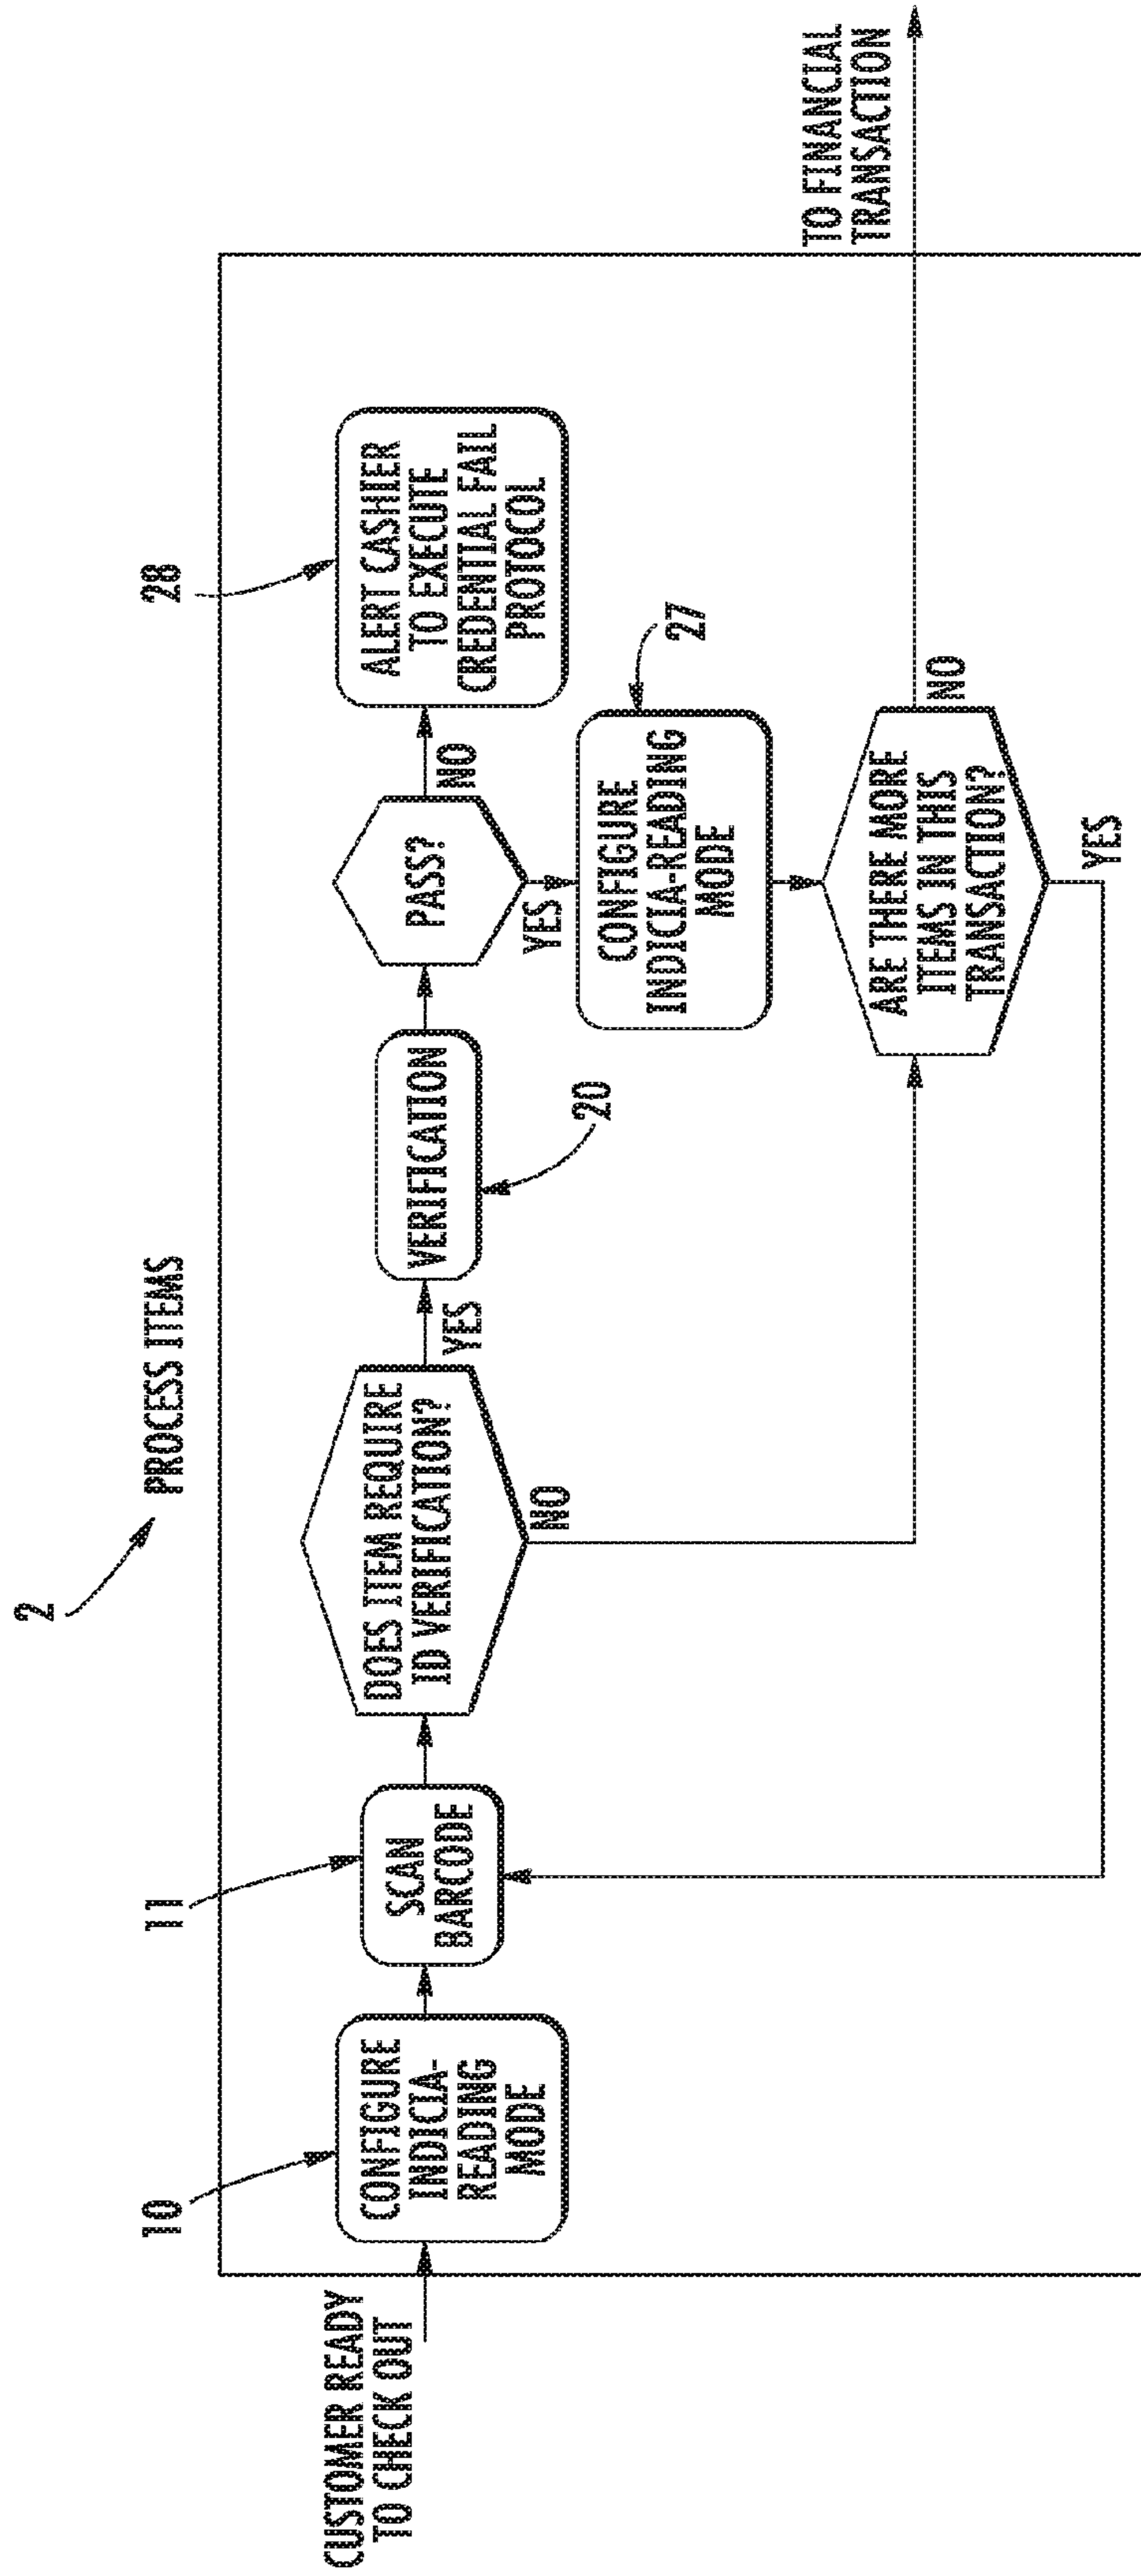 2
PROCESS ITEMS
CUSTOMER READY
TO CHECK OUT
10
CONFIGURE
INDICIA-
READING
MODE
11
SCAN
BARCODE
DOES ITEM REQUIRE
ID VERIFICATION?
YES
NO
VERIFICATION
20
PASS?
NO
YES
28
ALERT CASHIER
TO EXECUTE
CREDENTIAL FAIL
PROTOCOL
27
CONFIGURE
INDICIA-READING
MODE
ARE THERE MORE
ITEMS IN THIS
TRANSACTION?
NO
YES
TO FINANCIAL
TRANSACTION